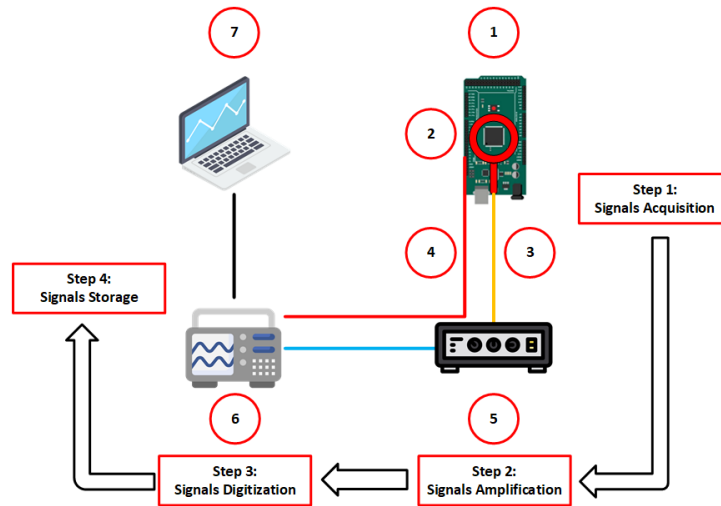 7
1
2
Step 1:
Signals Acquisition
4
3
Step 4:
Signals Storage
6
5
Step 3:
Signals Digitization
Step 2:
Signals Amplification